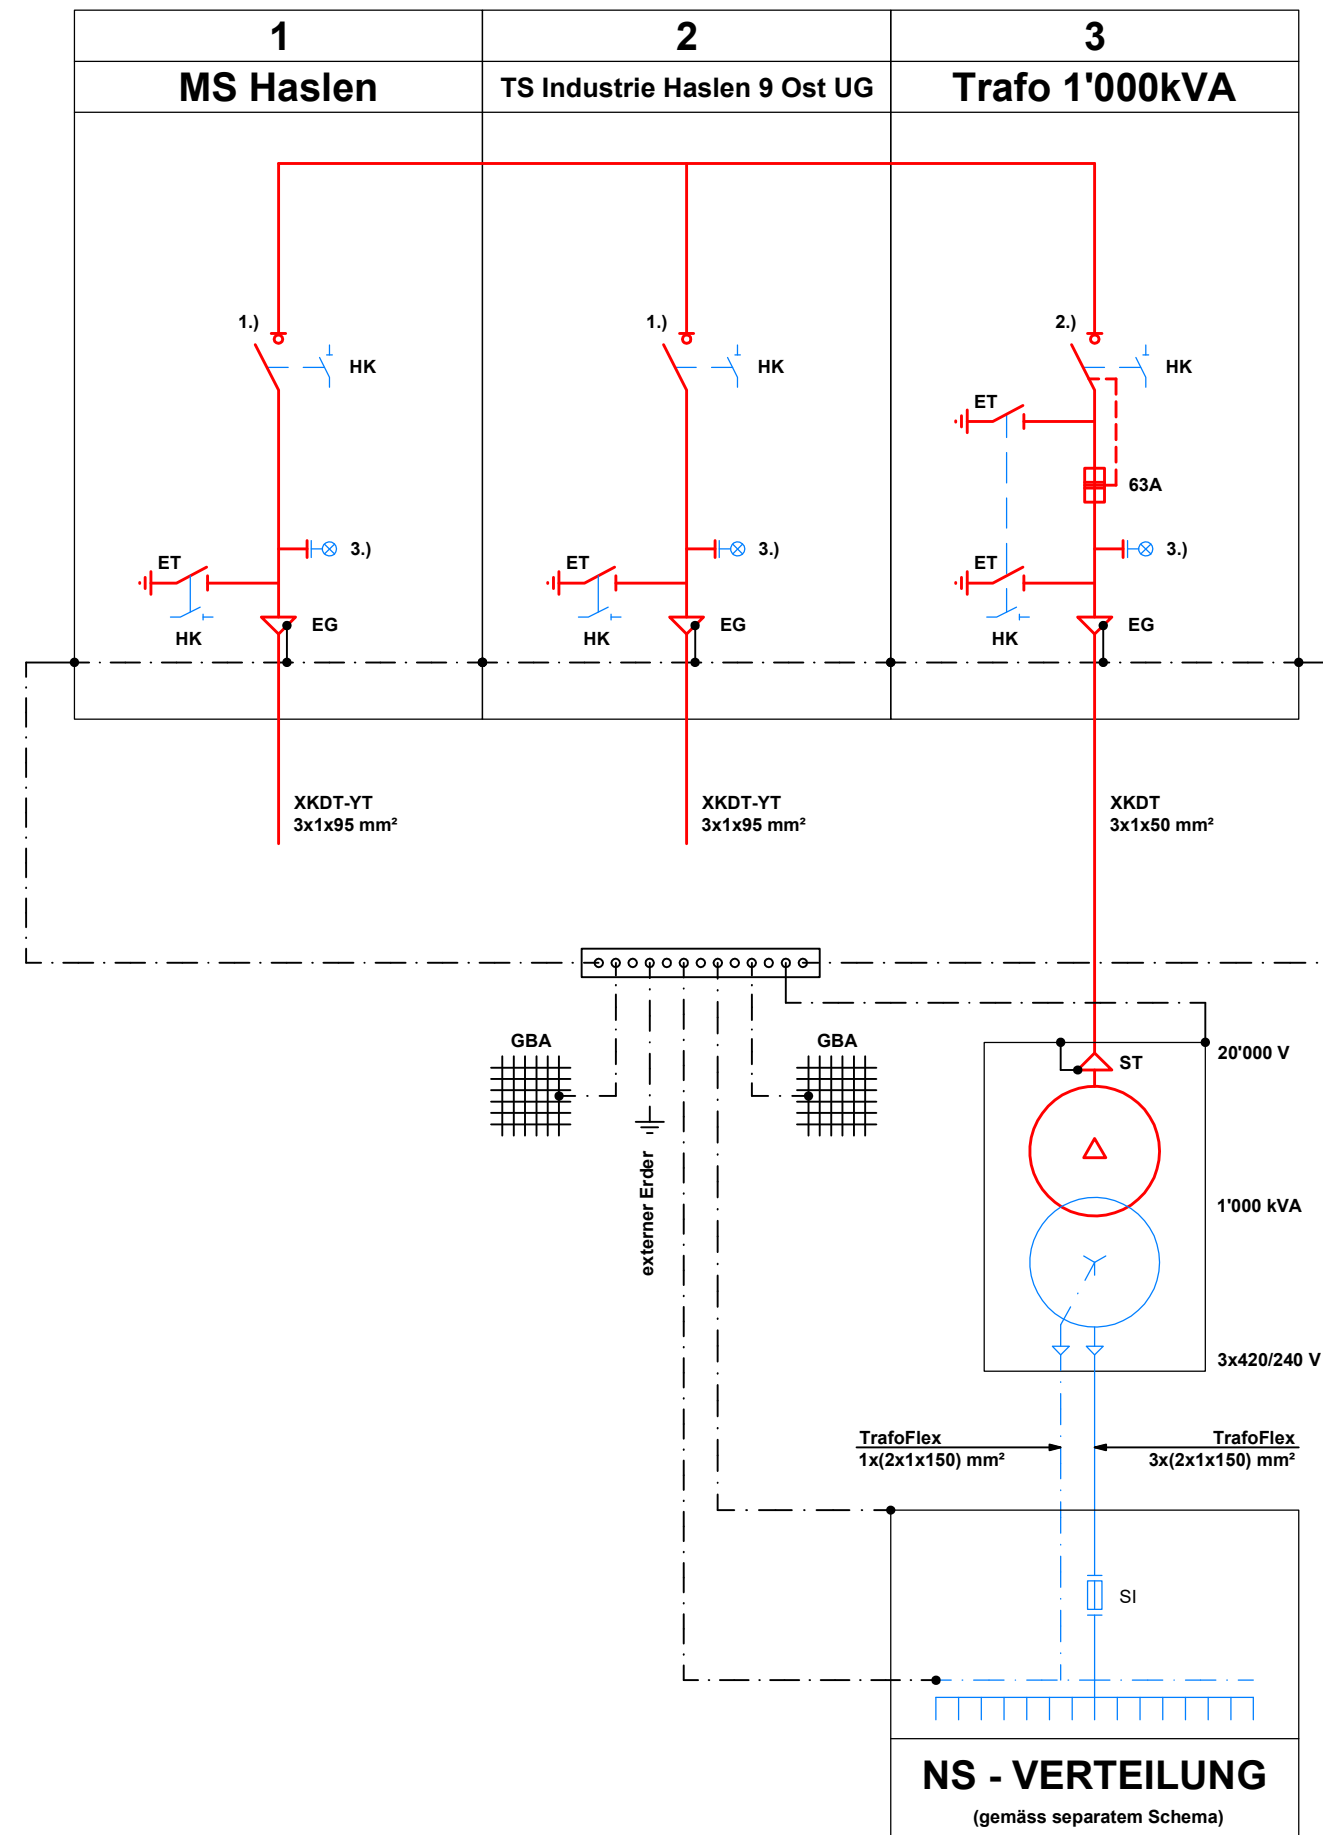 1
2
3
MS Haslen
TS Industrie Haslen 9 Ost UG
Trafo 1'000kVA
1.)
HK
1.)
HK
2.)
HK
ET
63A
3.)
3.)
3.)
ET
ET
ET
HK
EG
HK
EG
HK
EG
XKDT-YT
3x1x95 mm²
XKDT-YT
3x1x95 mm²
XKDT
3x1x50 mm²
GBA
GBA
externer Erder
ST
20'000 V
1'000 kVA
3x420/240 V
TrafoFlex
1x(2x1x150) mm²
TrafoFlex
3x(2x1x150) mm²
SI
NS - VERTEILUNG
(gemäss separatem Schema)